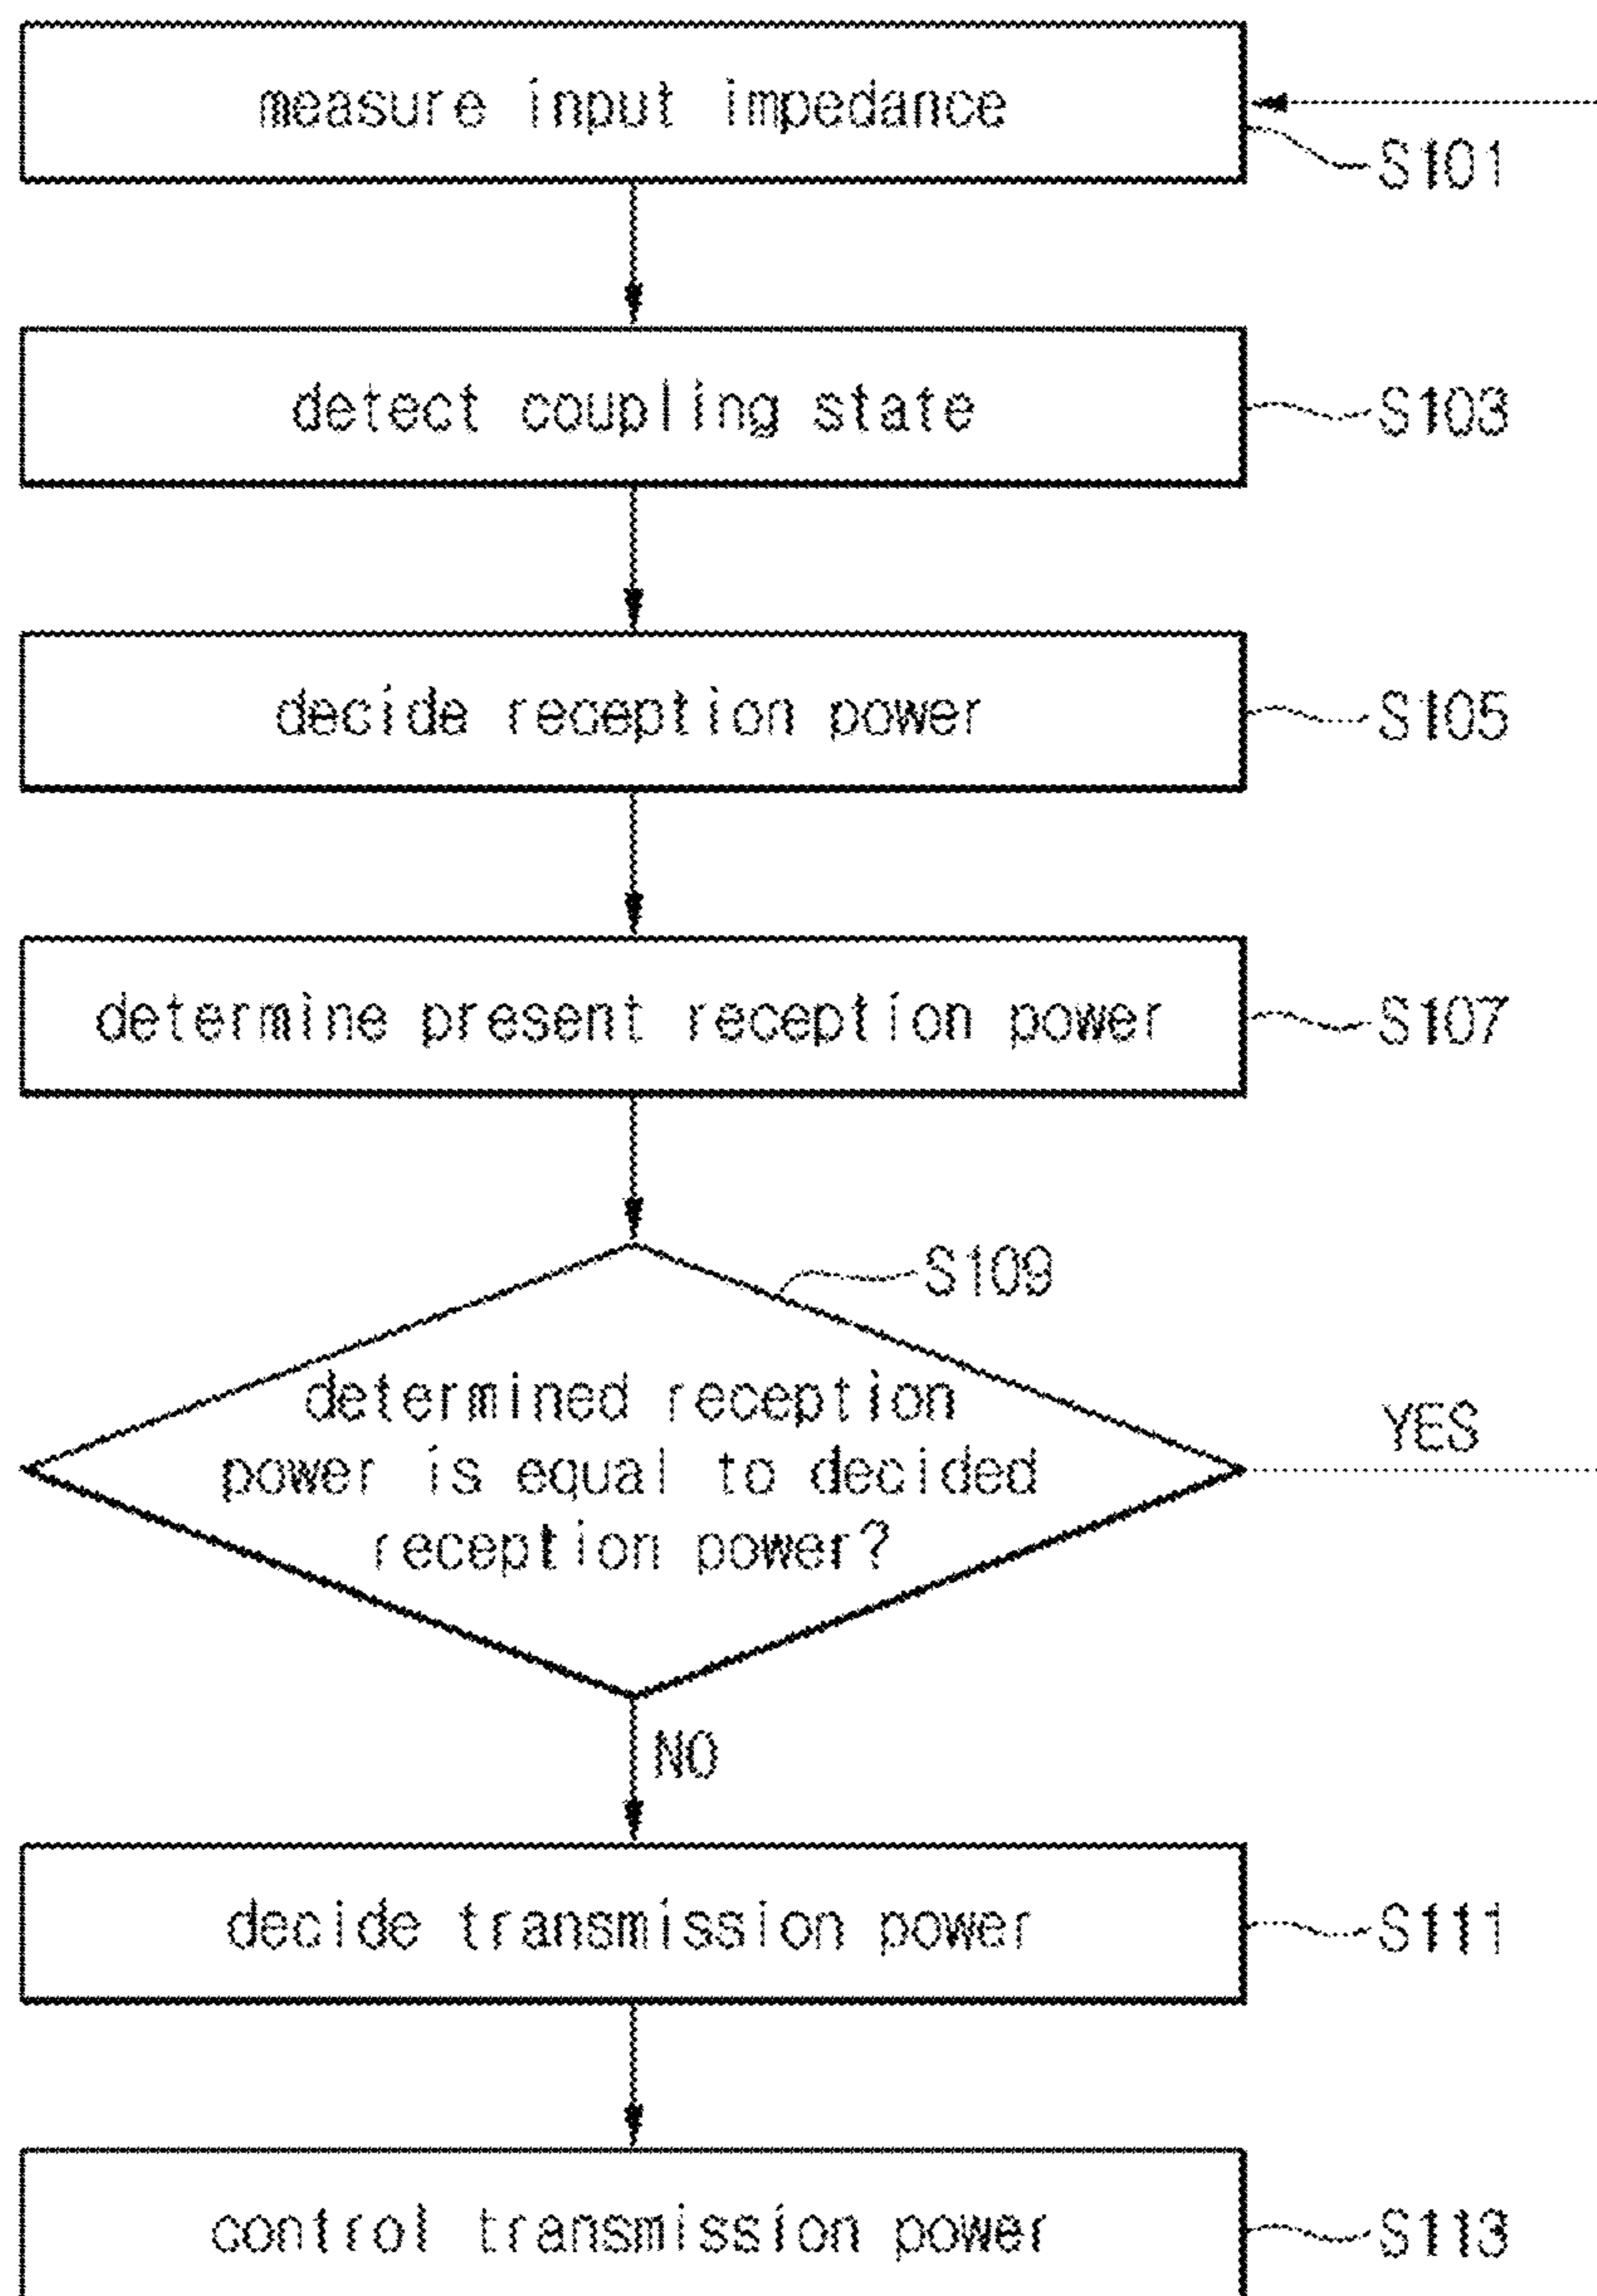 measure input impedance
S101
detect coupling state
S103
decide reception power
S105
determine present reception power
S107
S109
determined reception
power is equal to decided
reception power?
YES
NO
decide transmission power
S111
control transmission power
S113